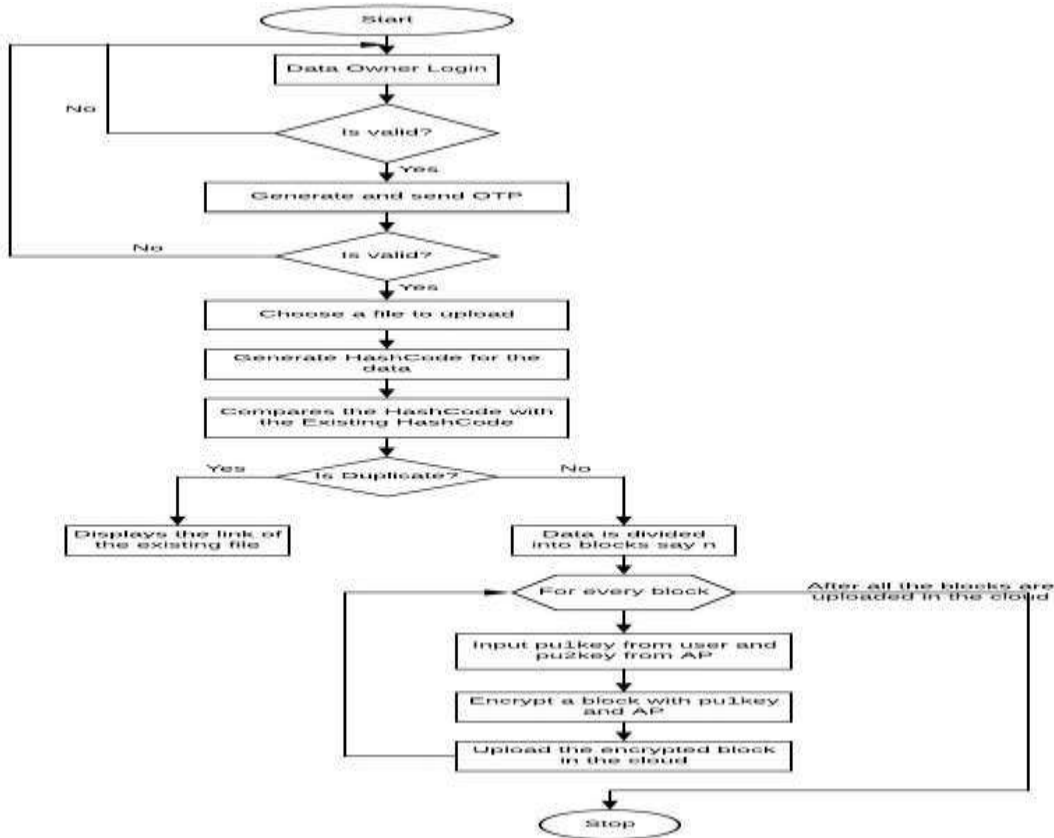 Start
Data Owner Login
No
Is valid?
Yes
Generate and send OTP
No
Is valid?
Yes
Choose a file to upload
Generate HashCode for the
data
Compares the HashCode with
the Existing HashCode
Yes
Is Duplicate?
No
Displays the link of
the existing file
Data is divided
into blocks say n
For every block
After all the blocks are
uploaded in the cloud
Input pu1key from user and
pu2key from AP
Encrypt a block with pu1key
and AP
Upload the encrypted block
in the cloud
Stop